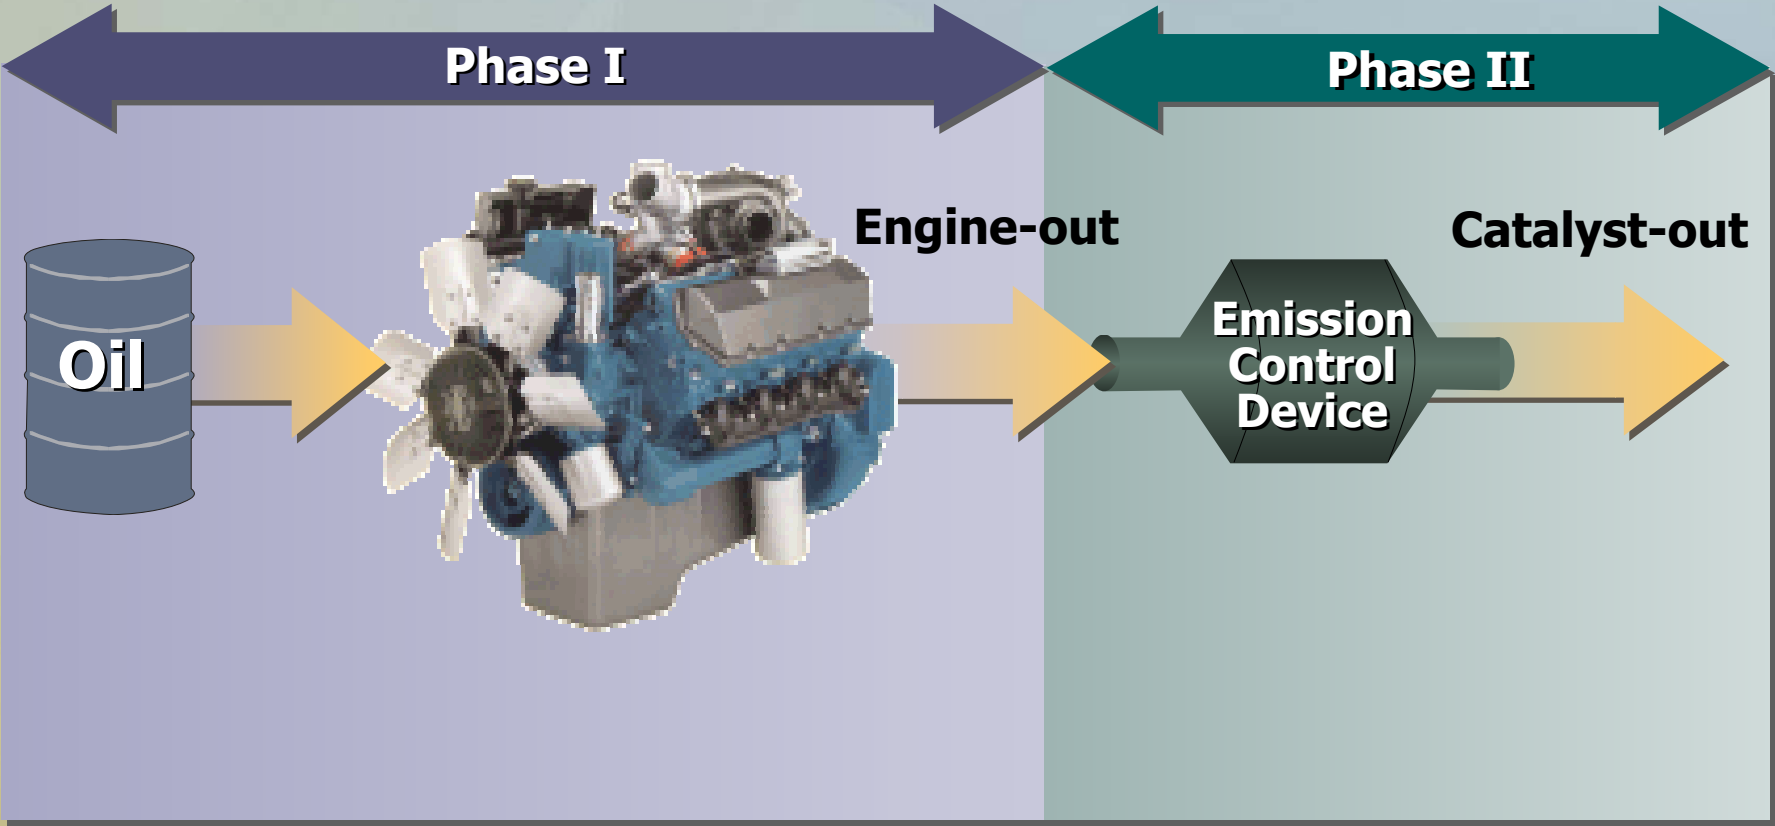 Phase I
Phase II
Engine-out
Catalyst-out
Oil
Emission
Control
Device